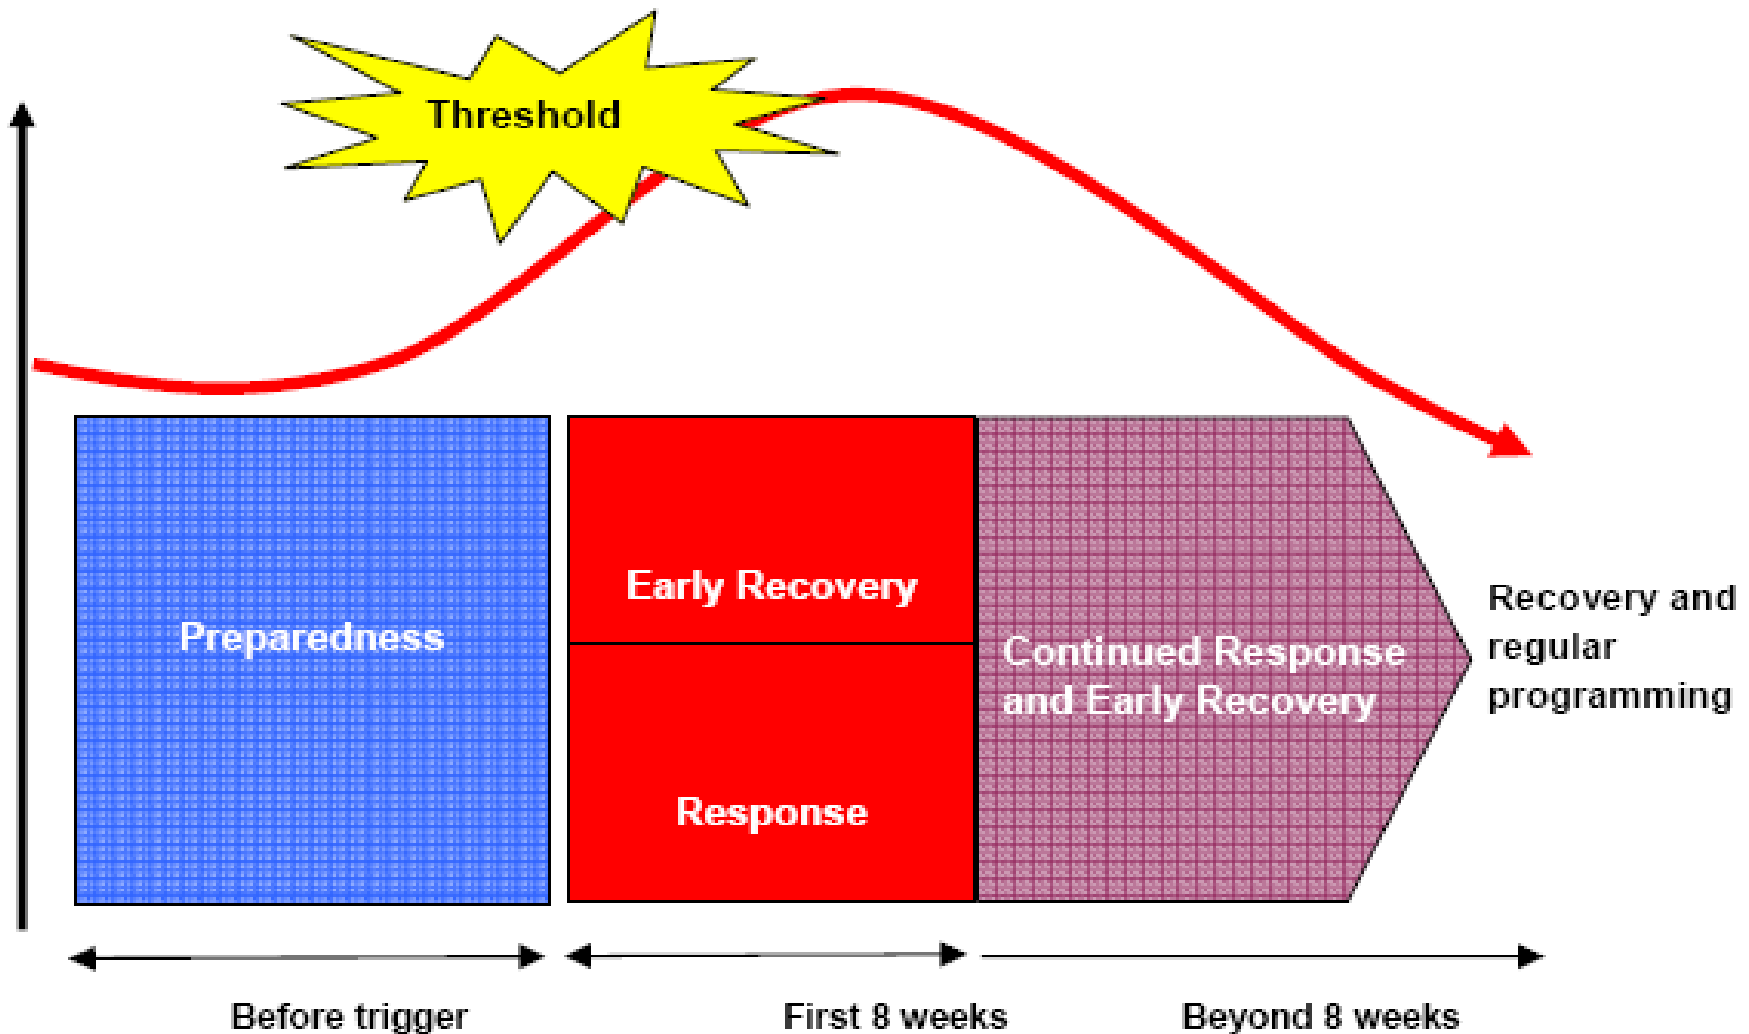 Threshold
Preparedness
Early Recovery
Response
Continued Response
and Early Recovery
Recovery and
regular
programming
Before trigger
First 8 weeks
Beyond 8 weeks